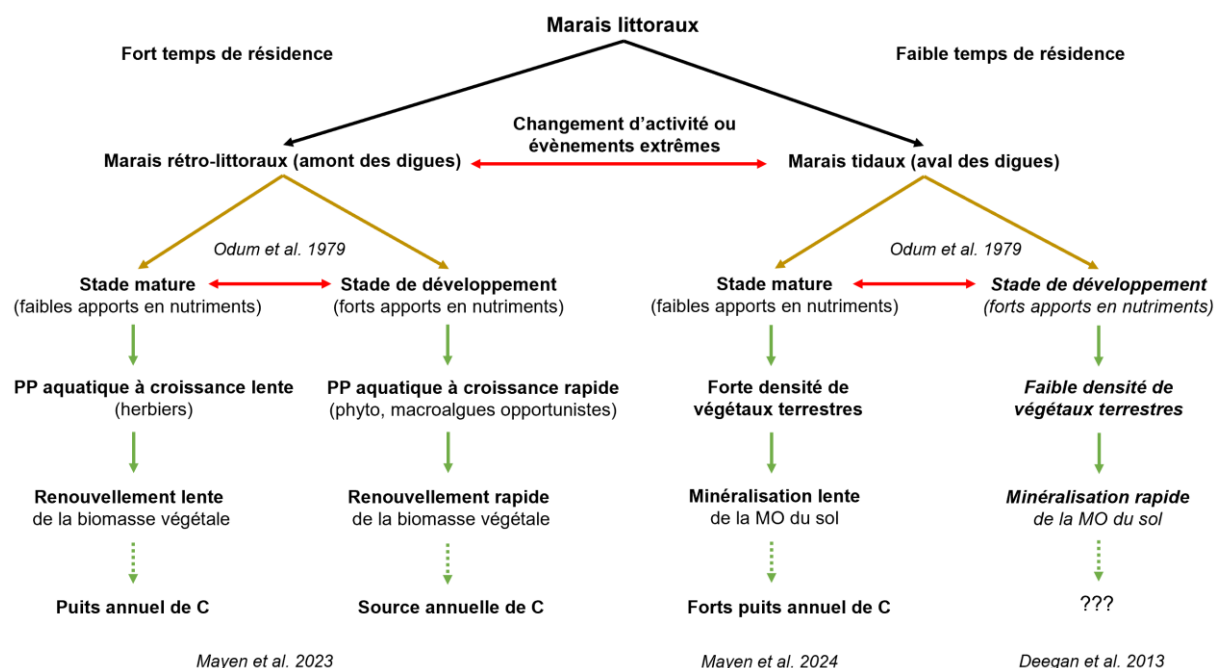 Marais littoraux
Fort temps de résidence
Faible temps de résidence
Changement d’activité ou
évènements extrêmes
Marais rétro-littoraux (amont des digues)
Marais tidaux (aval des digues)
Odum et al. 1979
Odum et al. 1979
Stade mature
(faibles apports en nutriments)
Stade de développement
(forts apports en nutriments)
Stade mature
(faibles apports en nutriments)
Stade de développement
(forts apports en nutriments)
PP aquatique à croissance lente
(herbiers)
PP aquatique à croissance rapide
(phyto, macroalgues opportunistes)
Forte densité de
végétaux terrestres
Faible densité de
végétaux terrestres
Renouvellement lente
de la biomasse végétale
Renouvellement rapide
de la biomasse végétale
Minéralisation lente
de la MO du sol
Minéralisation rapide
de la MO du sol
Puits annuel de C
Source annuelle de C
Forts puits annuel de C
???
Mayen et al. 2023
Mayen et al. 2024
Deegan et al. 2013